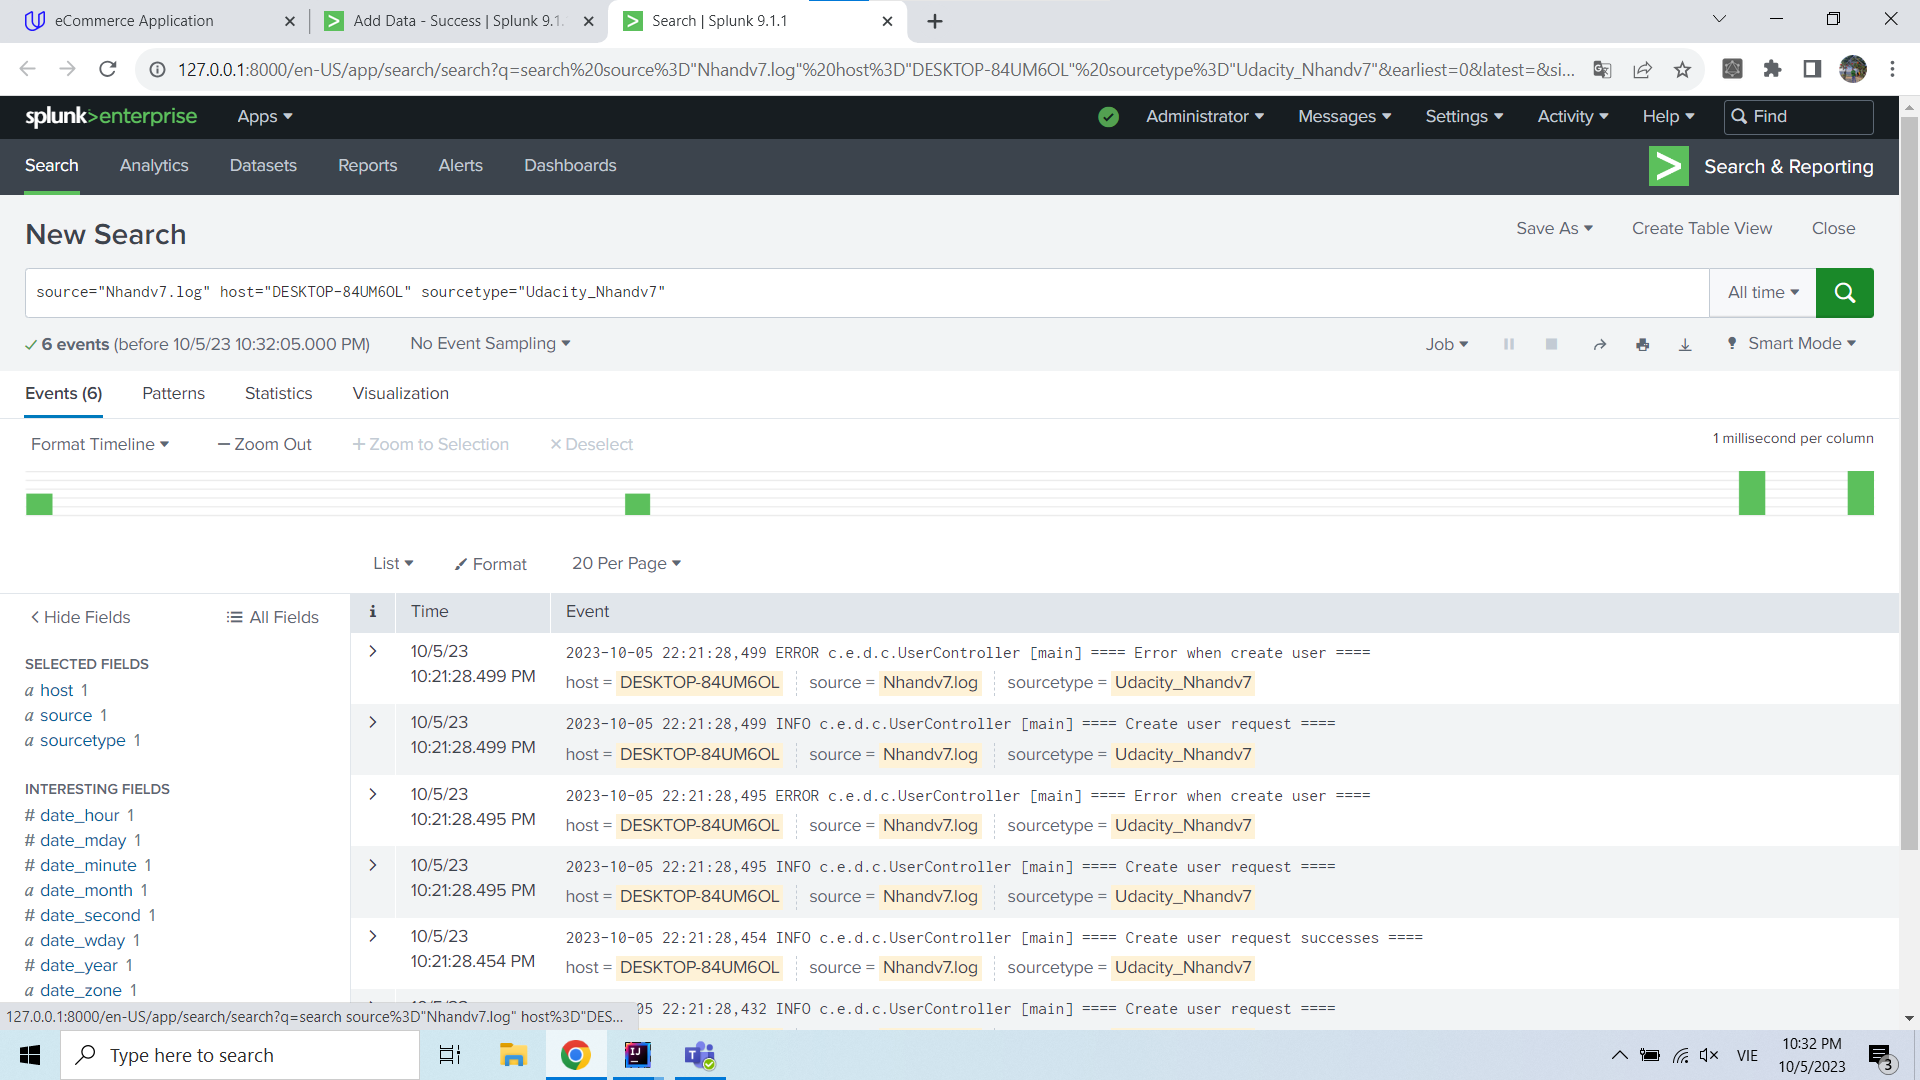 eCommerce Application
Add Data - Success | Splunk 9.1.
Search | Splunk 9.1.1
127.0.0.1:8000/en-US/app/search/search?q=search%20source%3D"Nhandv7.log"%20host%3D"DESKTOP-84UM6OL"%20sourcetype%3D"Udacity_Nhandv7"&earliest=0&latest=&si...
splunk>enterprise Apps
Administrator Messages Settings Activity Help Find
Search Analytics Datasets Reports Alerts Dashboards
Search & Reporting
New Search
Save As Create Table View Close
source="Nhandv7.log" host="DESKTOP-84UM6OL" sourcetype="Udacity_Nhandv7"
All time
6 events (before 10/5/23 10:32:05.000 PM) No Event Sampling
Job Smart Mode
Events (6) Patterns Statistics Visualization
Format Timeline — Zoom Out + Zoom to Selection × Deselect
1 millisecond per column
List Format 20 Per Page
Hide Fields All Fields
SELECTED FIELDS
a host 1
a source 1
a sourcetype 1
INTERESTING FIELDS
# date_hour 1
# date_mday 1
# date_minute 1
a date_month 1
# date_second 1
a date_wday 1
# date_year 1
a date_zone 1
i Time Event
10/5/23
10:21:28.499 PM
2023-10-05 22:21:28,499 ERROR c.e.d.c.UserController [main] ==== Error when create user ====
host = DESKTOP-84UM6OL source = Nhandv7.log sourcetype = Udacity_Nhandv7
10/5/23
10:21:28.499 PM
2023-10-05 22:21:28,499 INFO c.e.d.c.UserController [main] ==== Create user request ====
host = DESKTOP-84UM6OL source = Nhandv7.log sourcetype = Udacity_Nhandv7
10/5/23
10:21:28.495 PM
2023-10-05 22:21:28,495 ERROR c.e.d.c.UserController [main] ==== Error when create user ====
host = DESKTOP-84UM6OL source = Nhandv7.log sourcetype = Udacity_Nhandv7
10/5/23
10:21:28.495 PM
2023-10-05 22:21:28,495 INFO c.e.d.c.UserController [main] ==== Create user request ====
host = DESKTOP-84UM6OL source = Nhandv7.log sourcetype = Udacity_Nhandv7
10/5/23
10:21:28.454 PM
2023-10-05 22:21:28,454 INFO c.e.d.c.UserController [main] ==== Create user request successes ====
host = DESKTOP-84UM6OL source = Nhandv7.log sourcetype = Udacity_Nhandv7
05 22:21:28,432 INFO c.e.d.c.UserController [main] ==== Create user request ====
127.0.0.1:8000/en-US/app/search/search?q=search source%3D"Nhandv7.log" host%3D"DES...
Type here to search
IJ
VIE
10:32 PM
10/5/2023
3